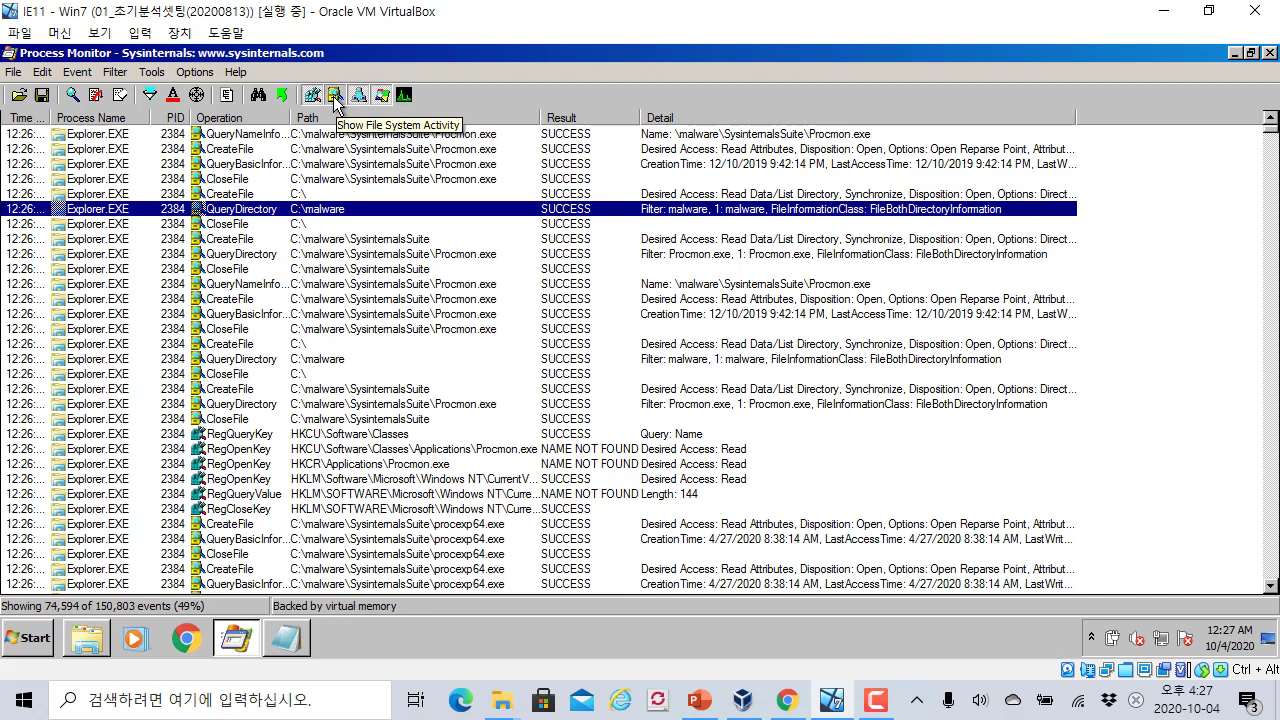 IE11 - Win7 (01_초기분석셋팅(20200813)) [실행 중] - Oracle VM VirtualBox
파일 머신 보기 입력 장치 도움말
Process Monitor - Sysinternals: www.sysinternals.com
File Edit Event Filter Tools Options Help
Time ... Process Name PID Operation Path Result Detail
Show File System Activity
12:26:... Explorer.EXE 2384 QueryNameInfo... C:\malware\SysinternalsSuite\Procmon.exe SUCCESS Name: \malware\SysinternalsSuite\Procmon.exe
12:26:... Explorer.EXE 2384 CreateFile C:\malware\SysinternalsSuite\Procmon.exe SUCCESS Desired Access: Read Attributes, Disposition: Open, Options: Open Reparse Point, Attribut...
12:26:... Explorer.EXE 2384 QueryBasicInfor... C:\malware\SysinternalsSuite\Procmon.exe SUCCESS CreationTime: 12/10/2019 9:42:14 PM, LastAccessTime: 12/10/2019 9:42:14 PM, LastW...
12:26:... Explorer.EXE 2384 CloseFile C:\malware\SysinternalsSuite\Procmon.exe SUCCESS
12:26:... Explorer.EXE 2384 CreateFile C:\ SUCCESS Desired Access: Read Data/List Directory, Synchronize, Disposition: Open, Options: Direct...
12:26:... Explorer.EXE 2384 QueryDirectory C:\malware SUCCESS Filter: malware, 1: malware, FileInformationClass: FileBothDirectoryInformation
12:26:... Explorer.EXE 2384 CloseFile C:\ SUCCESS
12:26:... Explorer.EXE 2384 CreateFile C:\malware\SysinternalsSuite SUCCESS Desired Access: Read Data/List Directory, Synchronize, Disposition: Open, Options: Direct...
12:26:... Explorer.EXE 2384 QueryDirectory C:\malware\SysinternalsSuite\Procmon.exe SUCCESS Filter: Procmon.exe, 1: Procmon.exe, FileInformationClass: FileBothDirectoryInformation
12:26:... Explorer.EXE 2384 CloseFile C:\malware\SysinternalsSuite SUCCESS
12:26:... Explorer.EXE 2384 QueryNameInfo... C:\malware\SysinternalsSuite\Procmon.exe SUCCESS Name: \malware\SysinternalsSuite\Procmon.exe
12:26:... Explorer.EXE 2384 CreateFile C:\malware\SysinternalsSuite\Procmon.exe SUCCESS Desired Access: Read Attributes, Disposition: Open, Options: Open Reparse Point, Attribut...
12:26:... Explorer.EXE 2384 QueryBasicInfor... C:\malware\SysinternalsSuite\Procmon.exe SUCCESS CreationTime: 12/10/2019 9:42:14 PM, LastAccessTime: 12/10/2019 9:42:14 PM, LastW...
12:26:... Explorer.EXE 2384 CloseFile C:\malware\SysinternalsSuite\Procmon.exe SUCCESS
12:26:... Explorer.EXE 2384 CreateFile C:\ SUCCESS Desired Access: Read Data/List Directory, Synchronize, Disposition: Open, Options: Direct...
12:26:... Explorer.EXE 2384 QueryDirectory C:\malware SUCCESS Filter: malware, 1: malware, FileInformationClass: FileBothDirectoryInformation
12:26:... Explorer.EXE 2384 CloseFile C:\ SUCCESS
12:26:... Explorer.EXE 2384 CreateFile C:\malware\SysinternalsSuite SUCCESS Desired Access: Read Data/List Directory, Synchronize, Disposition: Open, Options: Direct...
12:26:... Explorer.EXE 2384 QueryDirectory C:\malware\SysinternalsSuite\Procmon.exe SUCCESS Filter: Procmon.exe, 1: Procmon.exe, FileInformationClass: FileBothDirectoryInformation
12:26:... Explorer.EXE 2384 CloseFile C:\malware\SysinternalsSuite SUCCESS
12:26:... Explorer.EXE 2384 RegQueryKey HKCU\Software\Classes SUCCESS Query: Name
12:26:... Explorer.EXE 2384 RegOpenKey HKCU\Software\Classes\Applications\Procmon.exe NAME NOT FOUND Desired Access: Read
12:26:... Explorer.EXE 2384 RegOpenKey HKCR\Applications\Procmon.exe NAME NOT FOUND Desired Access: Read
12:26:... Explorer.EXE 2384 RegOpenKey HKLM\Software\Microsoft\Windows NT\CurrentV... SUCCESS Desired Access: Read
12:26:... Explorer.EXE 2384 RegQueryValue HKLM\SOFTWARE\Microsoft\Windows NT\Curre... NAME NOT FOUND Length: 144
12:26:... Explorer.EXE 2384 RegCloseKey HKLM\SOFTWARE\Microsoft\Windows NT\Curre... SUCCESS
12:26:... Explorer.EXE 2384 CreateFile C:\malware\SysinternalsSuite\procexp64.exe SUCCESS Desired Access: Read Attributes, Disposition: Open, Options: Open Reparse Point, Attribut...
12:26:... Explorer.EXE 2384 QueryBasicInfor... C:\malware\SysinternalsSuite\procexp64.exe SUCCESS CreationTime: 4/27/2020 8:38:14 AM, LastAccessTime: 4/27/2020 8:38:14 AM, LastWrit...
12:26:... Explorer.EXE 2384 CloseFile C:\malware\SysinternalsSuite\procexp64.exe SUCCESS
12:26:... Explorer.EXE 2384 CreateFile C:\malware\SysinternalsSuite\procexp64.exe SUCCESS Desired Access: Read Attributes, Disposition: Open, Options: Open Reparse Point, Attribut...
12:26:... Explorer.EXE 2384 QueryBasicInfor... C:\malware\SysinternalsSuite\procexp64.exe SUCCESS CreationTime: 4/27/2020 8:38:14 AM, LastAccessTime: 4/27/2020 8:38:14 AM, LastWrit...
Showing 74,594 of 150,803 events (49%) Backed by virtual memory
Start 12:27 AM
10/4/2020
Ctrl + Alt
검색하려면 여기에 입력하십시오. 오후 4:27
2020-10-04 3